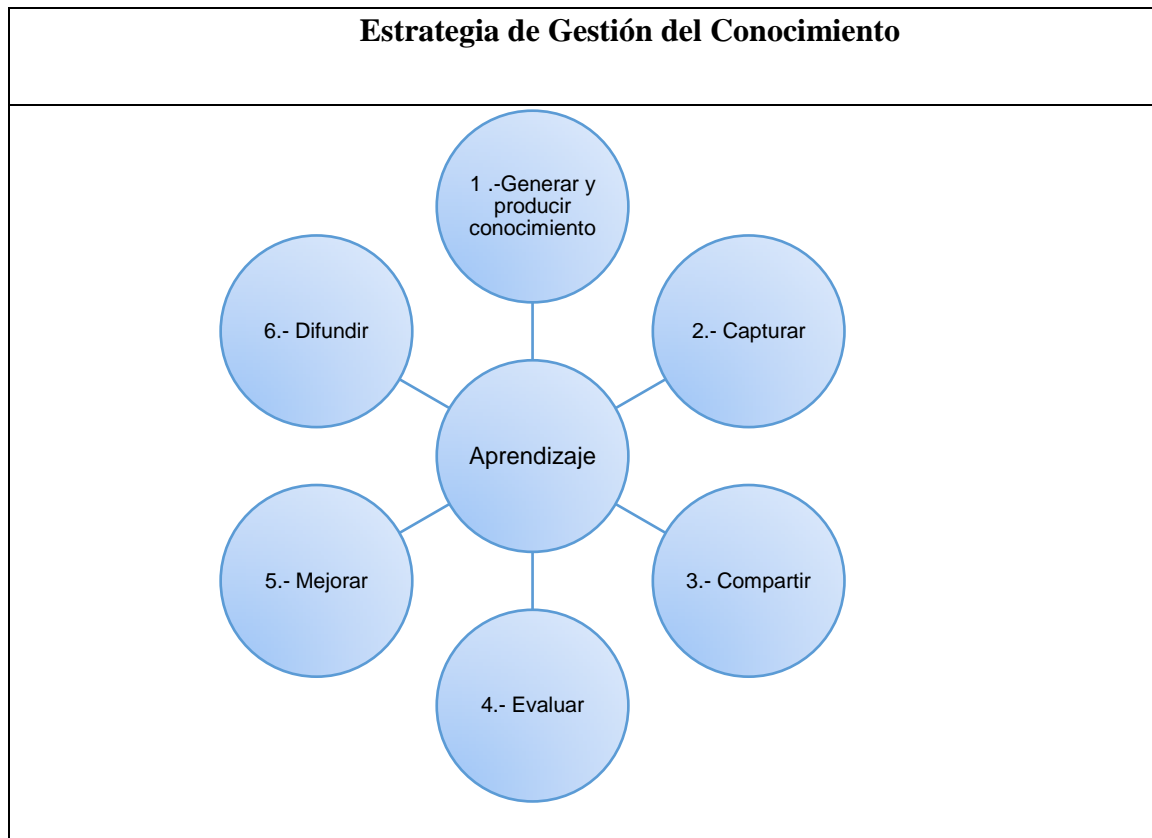 Estrategia de Gestión del Conocimiento
1 .-Generar y
producir
conocimiento
2.- Capturar
3.- Compartir
4.- Evaluar
5.- Mejorar
6.- Difundir
Aprendizaje